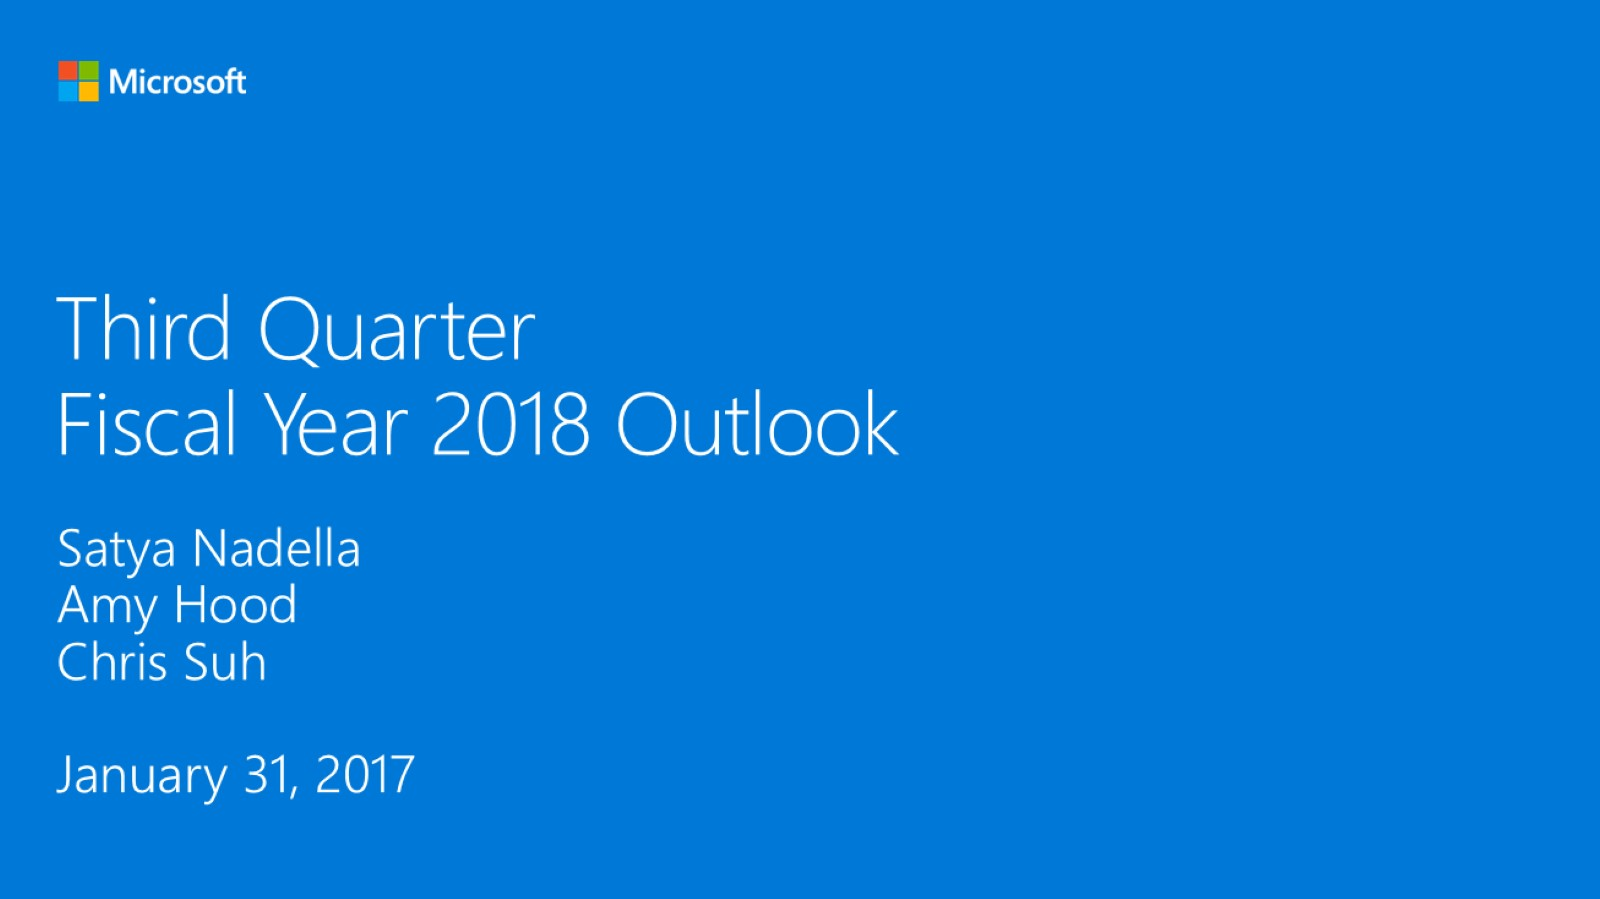 Microsoft
Third Quarter
Fiscal Year 2018 Outlook
Satya Nadella
Amy Hood
Chris Suh
January 31, 2017